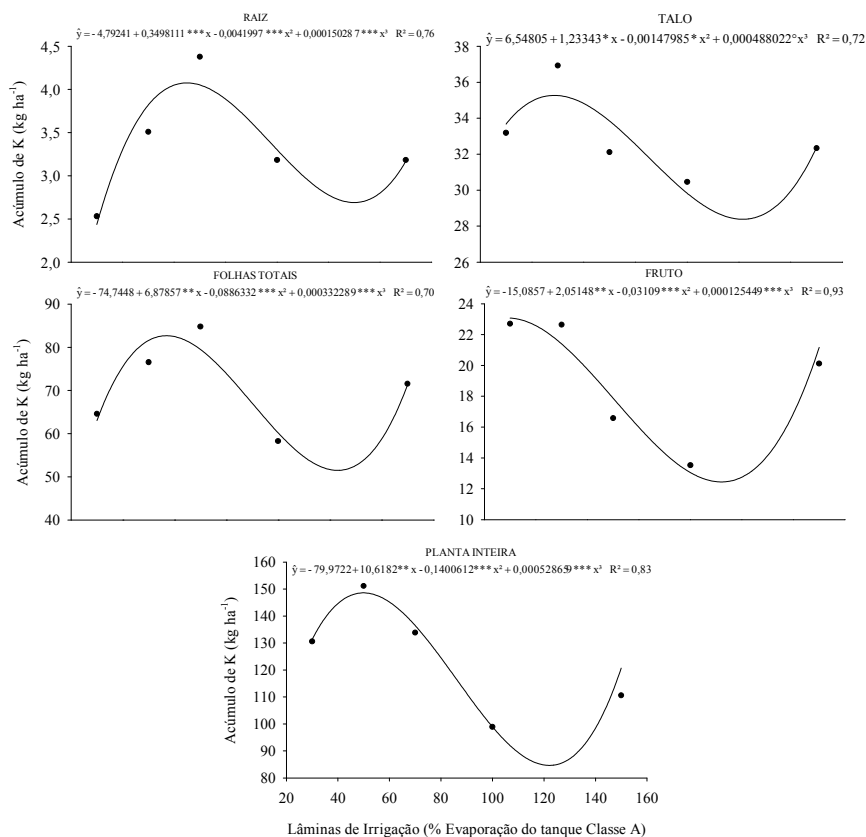 RAIZ
ŷ = - 4,79241 + 0,3498111 *** x - 0,0041997 *** x² + 0,00015028 7 *** x³ R² = 0,76
Acúmulo de K (kg ha⁻¹)
4,5
4,0
3,5
3,0
2,5
2,0
TALO
ŷ = 6,54805 + 1,23343* x - 0,00147985* x² + 0,000488022° x³ R² = 0,72
38
36
34
32
30
28
26
FOLHAS TOTAIS
ŷ = - 74,7448 + 6,87857 ** x - 0,0886332 *** x² + 0,000332289 *** x³ R² = 0,70
Acúmulo de K (kg ha⁻¹)
90
80
70
60
50
40
FRUTO
ŷ = -15,0857 + 2,05148** x - 0,03109*** x² + 0,000125449 *** x³ R² = 0,93
24
22
20
18
16
14
12
10
PLANTA INTEIRA
ŷ = - 79,9722 + 10,6182** x - 0,1400612*** x² + 0,000528659 *** x³ R² = 0,83
Acúmulo de K (kg ha⁻¹)
160
150
140
130
120
110
100
90
80
20 40 60 80 100 120 140 160
Lâminas de Irrigação (% Evaporação do tanque Classe A)